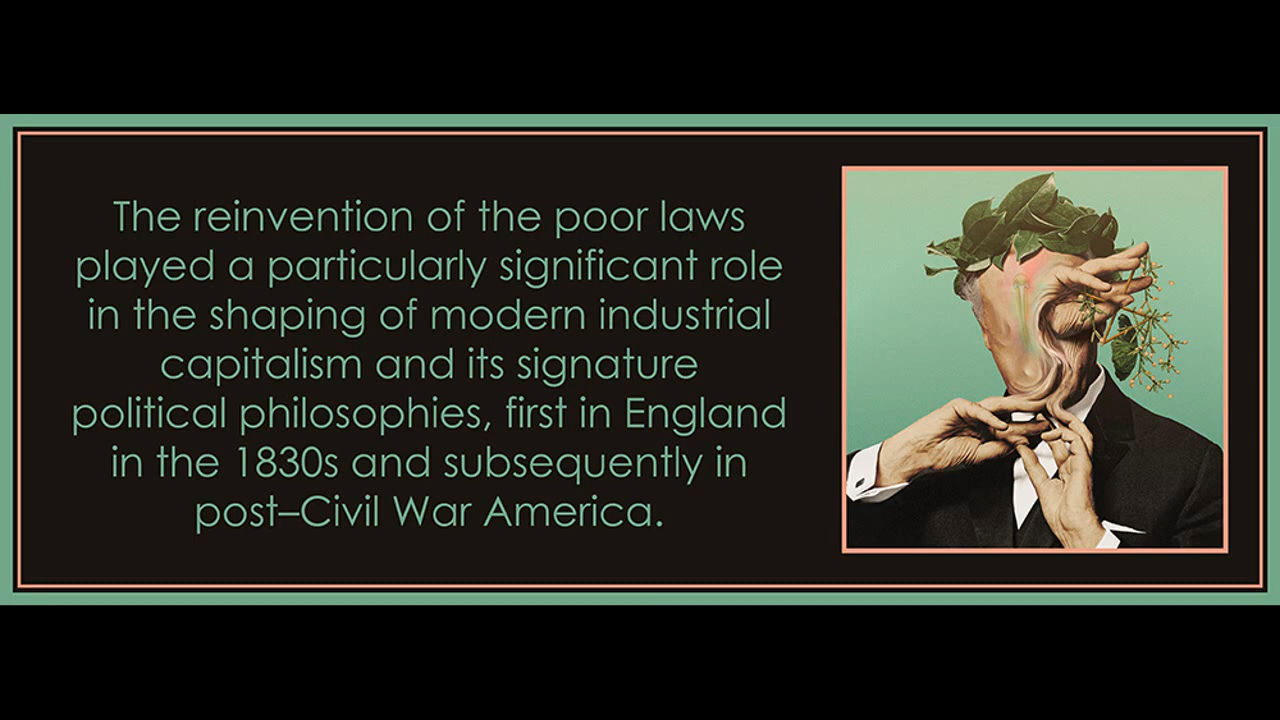 The reinvention of the poor laws
played a particularly significant role
in the shaping of modern industrial
capitalism and its signature
political philosophies, first in England
in the 1830s and subsequently in
post–Civil War America.